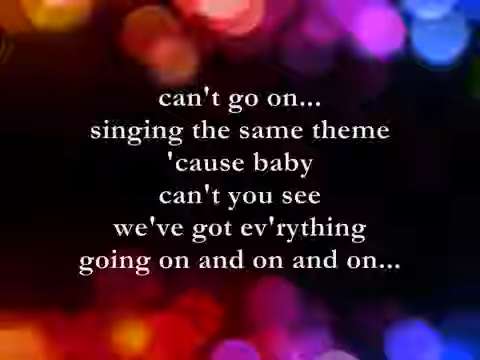 can't go on...
singing the same theme
'cause baby
can't you see
we've got ev'rything
going on and on and on...